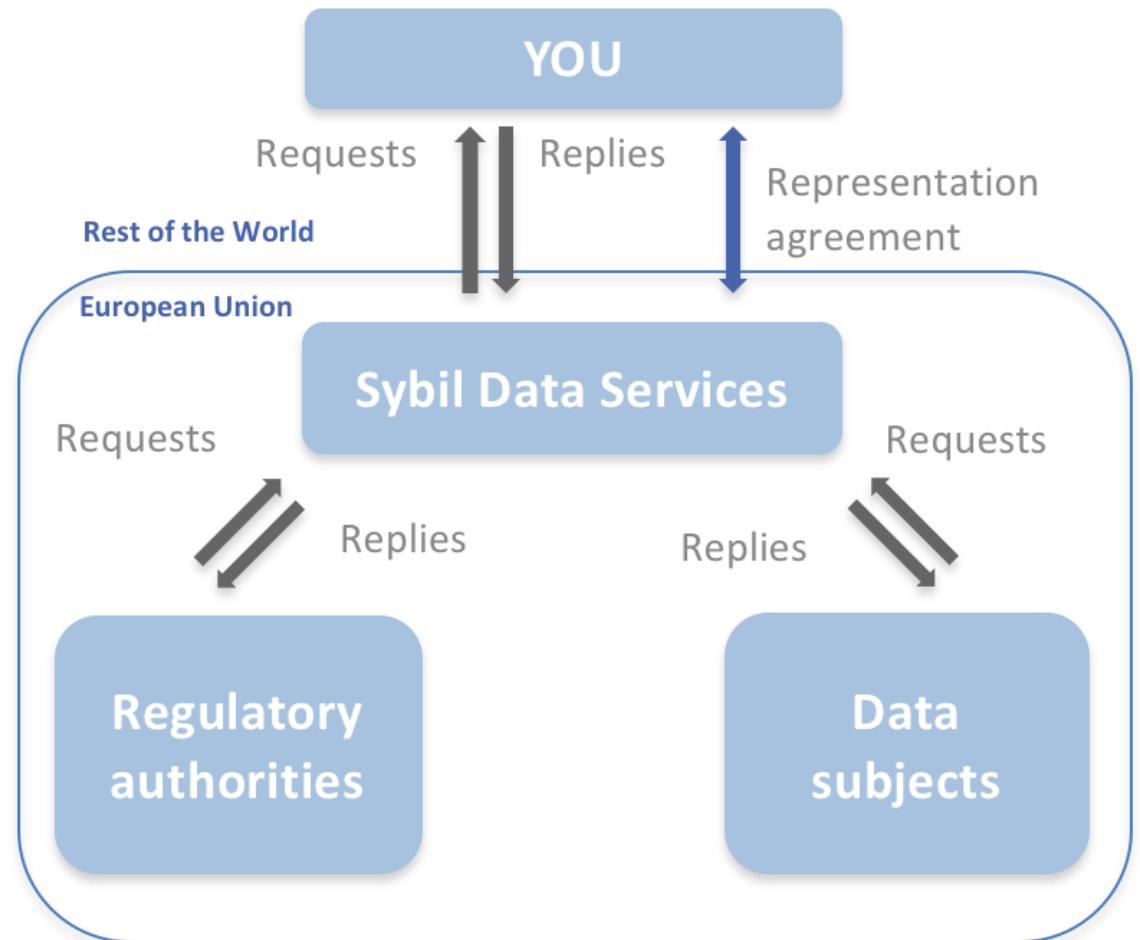 YOU
Requests
Replies
Representation
agreement
Rest of the World
European Union
Sybil Data Services
Requests
Requests
Replies
Replies
Regulatory
authorities
Data
subjects